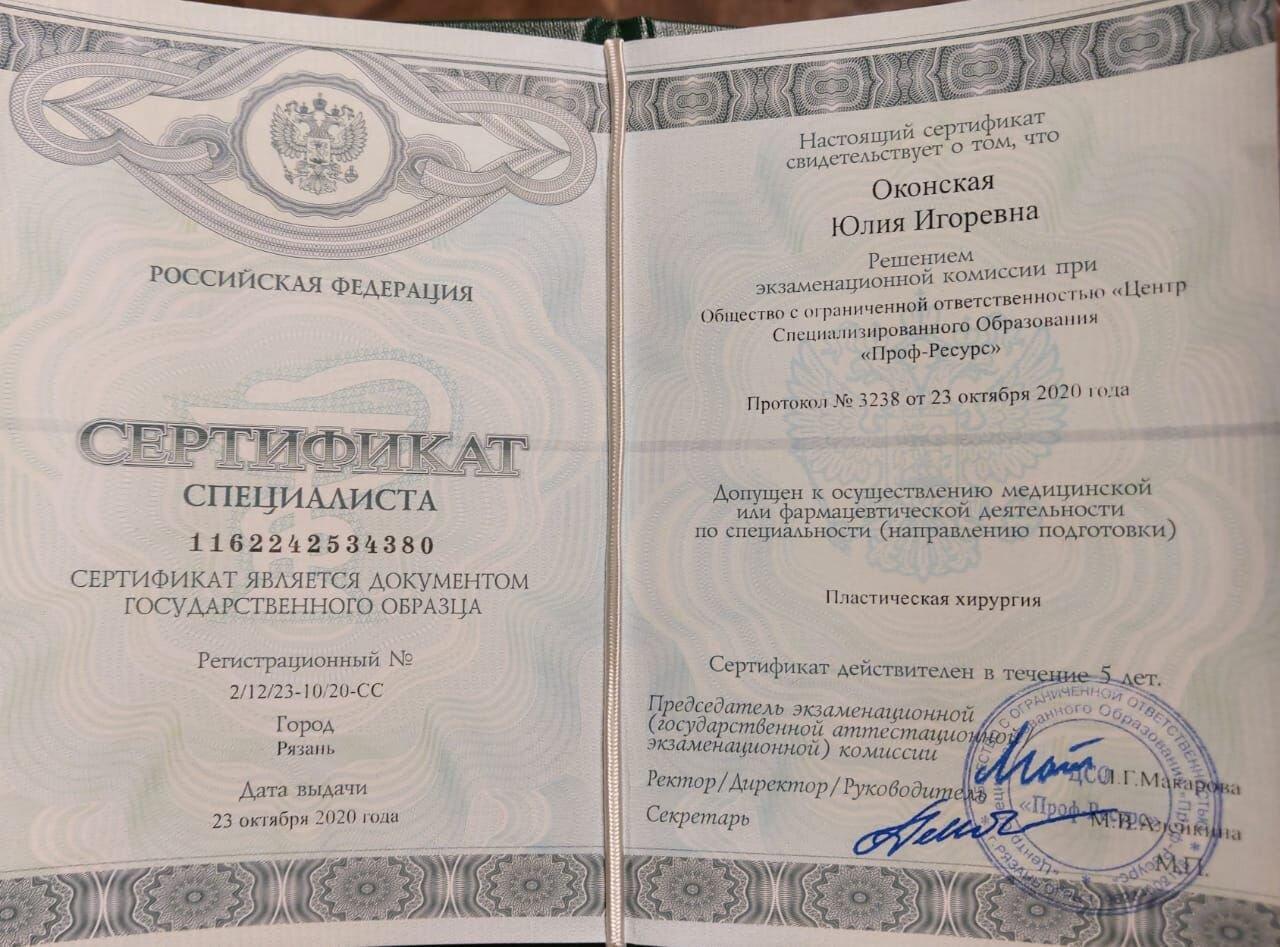 РОССИЙСКАЯ ФЕДЕРАЦИЯ
СЕРТИФИКАТ
СПЕЦИАЛИСТА
1162242534380
СЕРТИФИКАТ ЯВЛЯЕТСЯ ДОКУМЕНТОМ
ГОСУДАРСТВЕННОГО ОБРАЗЦА
Регистрационный №
2/12/23-10/20-СС
Город
Рязань
Дата выдачи
23 октября 2020 года
Настоящий сертификат
свидетельствует о том, что
Оконская
Юлия Игоревна
Решением
экзаменационной комиссии при
Общество с ограниченной ответственностью «Центр
Специализированного Образования
«Проф-Ресурс»
Протокол № 3238 от 23 октября 2020 года
Допущен к осуществлению медицинской
или фармацевтической деятельности
по специальности (направлению подготовки)
Пластическая хирургия
Сертификат действителен в течение 5 лет.
Председатель экзаменационной
(государственной аттестационной
экзаменационной) комиссии
Ректор/Директор/Руководитель
Л.Г.Макарова
Секретарь
М.В.Алейкина
М.П.
ЦСО
«Проф-Ресурс»